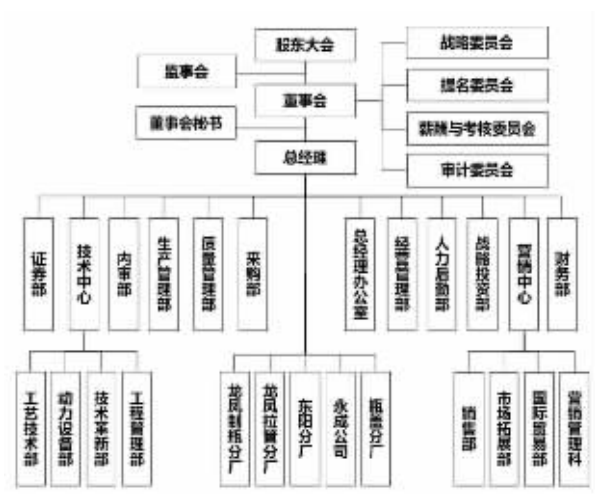 股东大会
监事会
董事会
董事会秘书
总经理
战略委员会
提名委员会
薪酬与考核委员会
审计委员会
证券部
技术中心
内审部
生产管理部
质量管理部
采购部
总经理办公室
经营管理部
人力后勤部
战略投资部
营销中心
财务部
工艺技术部
动力设备部
技术革新部
工程管理部
龙凤制瓶分厂
龙凤拉管分厂
东阳分厂
永成公司
瓶盖分厂
销售部
市场拓展部
国际贸易部
营销管理科